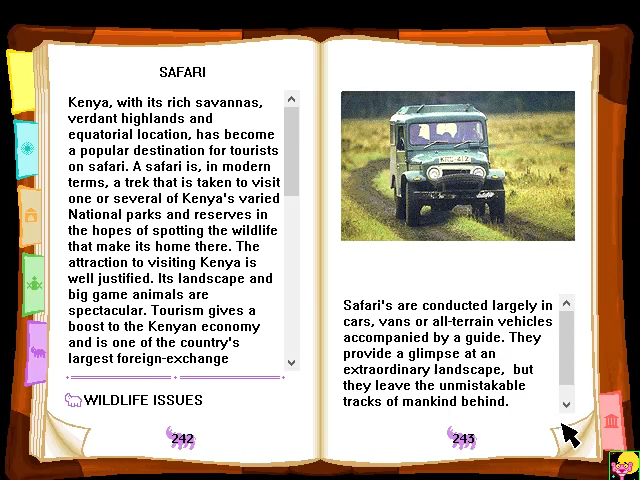 SAFARI
Kenya, with its rich savannas,
verdant highlands and
equatorial location, has become
a popular destination for tourists
on safari. A safari is, in modern
terms, a trek that is taken to visit
one or several of Kenya's varied
National parks and reserves in
the hopes of spotting the wildlife
that make its home there. The
attraction to visiting Kenya is
well justified. Its landscape and
big game animals are
spectacular. Tourism gives a
boost to the Kenyan economy
and is one of the country's
largest foreign-exchange
WILDLIFE ISSUES
242
Safari's are conducted largely in
cars, vans or all-terrain vehicles
accompanied by a guide. They
provide a glimpse at an
extraordinary landscape,  but
they leave the unmistakable
tracks of mankind behind.
243